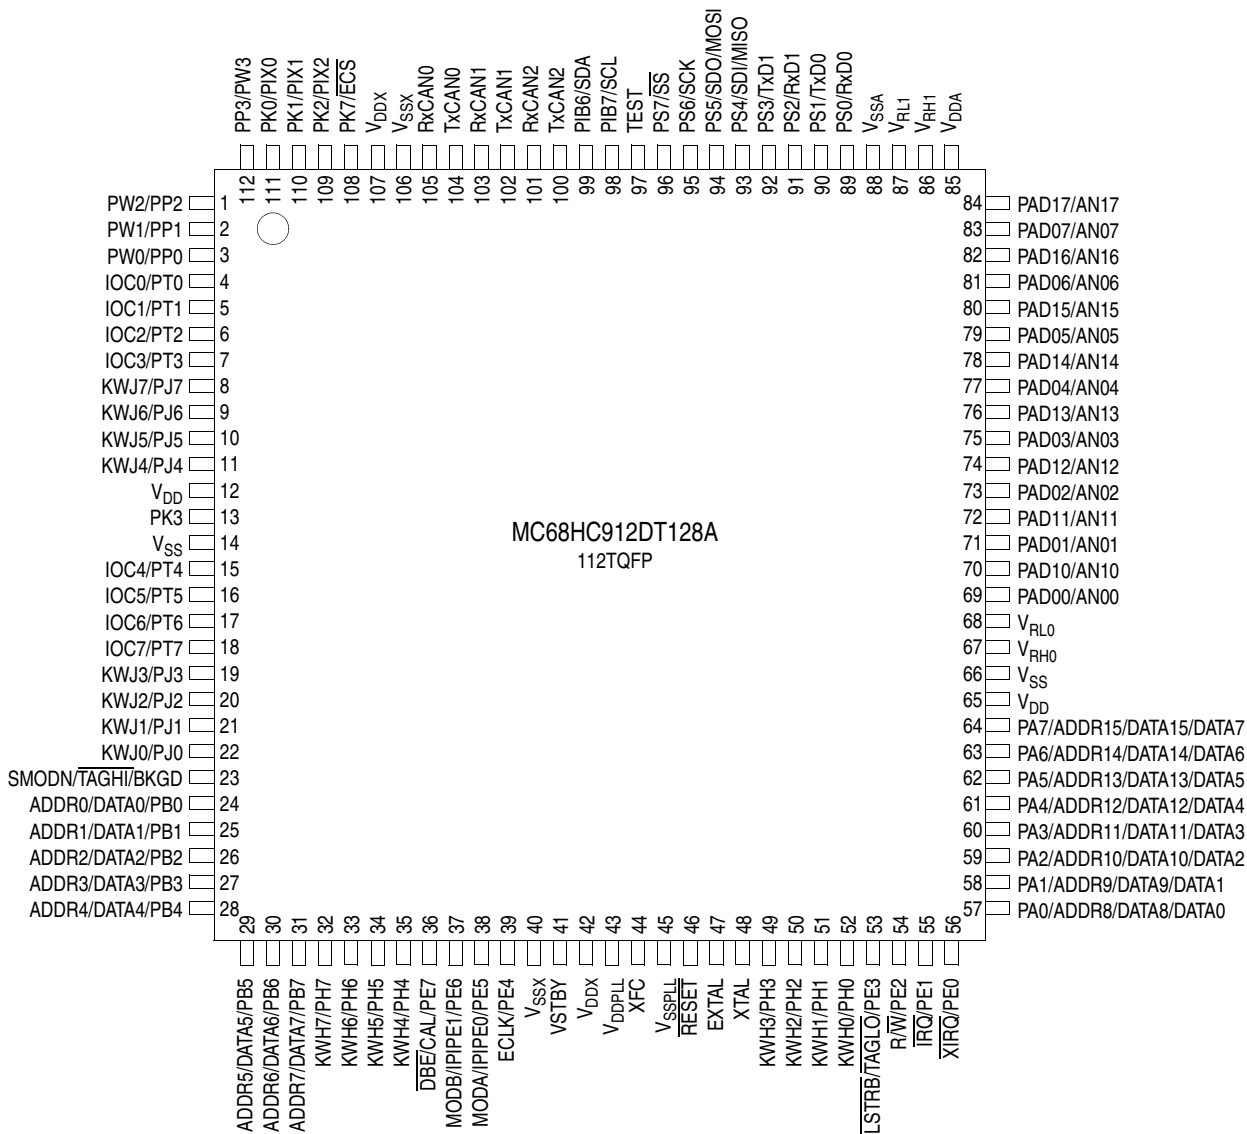 PP3/PW3
PK0/PIX0
PK1/PIX1
PK2/PIX2
PK7/ECS
VDDX
VSSX
RxCAN0
TxCAN0
RxCAN1
TxCAN1
RxCAN2
TxCAN2
PIB6/SDA
PIB7/SCL
TEST
PS7/SS
PS6/SCK
PS5/SDO/MOSI
PS4/SDI/MISO
PS3/TxD1
PS2/RxD1
PS1/TxD0
PS0/RxD0
VSSA
VRL1
VRH1
VDDA
112
111
110
109
108
107
106
105
104
103
102
101
100
99
98
97
96
95
94
93
92
91
90
89
88
87
86
85
PW2/PP2 1
PW1/PP1 2
PW0/PP0 3
IOC0/PT0 4
IOC1/PT1 5
IOC2/PT2 6
IOC3/PT3 7
KWJ7/PJ7 8
KWJ6/PJ6 9
KWJ5/PJ5 10
KWJ4/PJ4 11
VDD 12
PK3 13
VSS 14
IOC4/PT4 15
IOC5/PT5 16
IOC6/PT6 17
IOC7/PT7 18
KWJ3/PJ3 19
KWJ2/PJ2 20
KWJ1/PJ1 21
KWJ0/PJ0 22
SMODN/TAGHI/BKGD 23
ADDR0/DATA0/PB0 24
ADDR1/DATA1/PB1 25
ADDR2/DATA2/PB2 26
ADDR3/DATA3/PB3 27
ADDR4/DATA4/PB4 28
MC68HC912DT128A
112TQFP
84 PAD17/AN17
83 PAD07/AN07
82 PAD16/AN16
81 PAD06/AN06
80 PAD15/AN15
79 PAD05/AN05
78 PAD14/AN14
77 PAD04/AN04
76 PAD13/AN13
75 PAD03/AN03
74 PAD12/AN12
73 PAD02/AN02
72 PAD11/AN11
71 PAD01/AN01
70 PAD10/AN10
69 PAD00/AN00
68 VRL0
67 VRH0
66 VSS
65 VDD
64 PA7/ADDR15/DATA15/DATA7
63 PA6/ADDR14/DATA14/DATA6
62 PA5/ADDR13/DATA13/DATA5
61 PA4/ADDR12/DATA12/DATA4
60 PA3/ADDR11/DATA11/DATA3
59 PA2/ADDR10/DATA10/DATA2
58 PA1/ADDR9/DATA9/DATA1
57 PA0/ADDR8/DATA8/DATA0
29
30
31
32
33
34
35
36
37
38
39
40
41
42
43
44
45
46
47
48
49
50
51
52
53
54
55
56
ADDR5/DATA5/PB5
ADDR6/DATA6/PB6
ADDR7/DATA7/PB7
KWH7/PH7
KWH6/PH6
KWH5/PH5
KWH4/PH4
DBE/CAL/PE7
MODB/IPIPE1/PE6
MODA/IPIPE0/PE5
ECLK/PE4
VSSX
VSTBY
VDDX
VDDPLL
XFC
VSSPLL
RESET
EXTAL
XTAL
KWH3/PH3
KWH2/PH2
KWH1/PH1
KWH0/PH0
LSTRB/TAGLO/PE3
R/W/PE2
IRQ/PE1
XIRQ/PE0